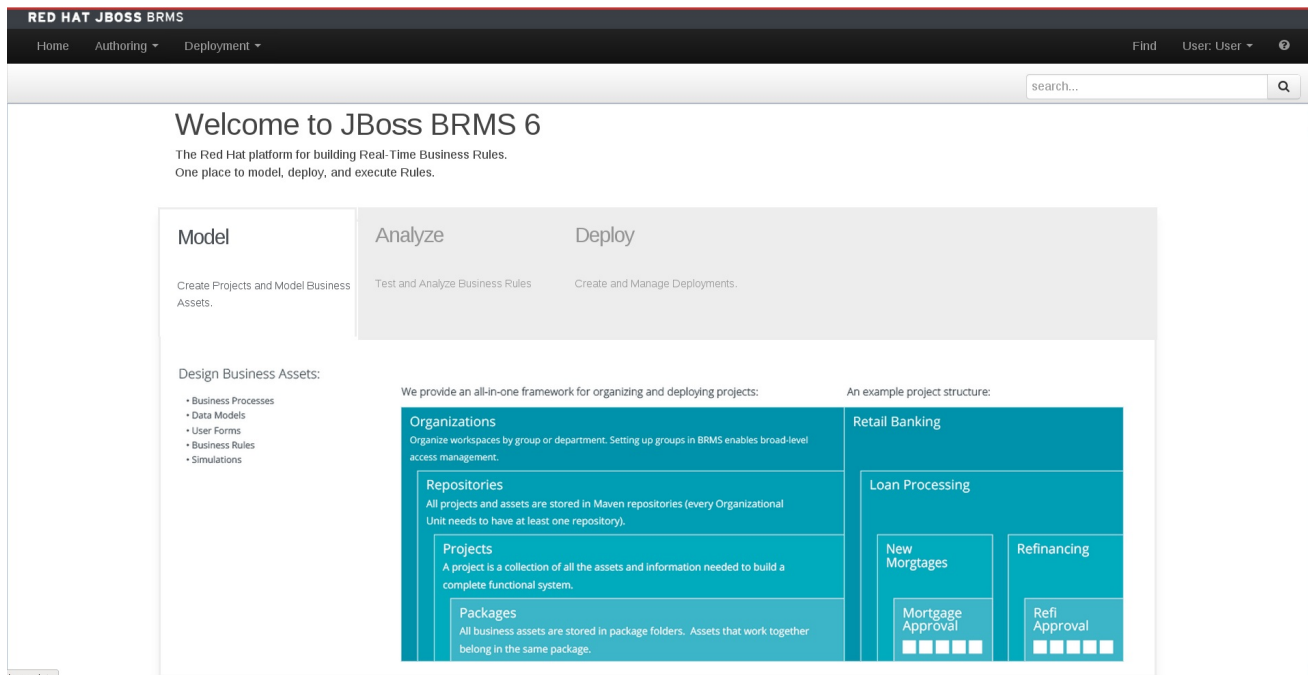 RED HAT JBOSS BRMS
Home Authoring Deployment Find User: User
search...
Welcome to JBoss BRMS 6
The Red Hat platform for building Real-Time Business Rules.
One place to model, deploy, and execute Rules.
Model Analyze Deploy
Create Projects and Model Business
Assets.
Test and Analyze Business Rules
Create and Manage Deployments.
Design Business Assets:
• Business Processes
• Data Models
• User Forms
• Business Rules
• Simulations
We provide an all-in-one framework for organizing and deploying projects:
Organizations
Organize workspaces by group or department. Setting up groups in BRMS enables broad-level
access management.
Repositories
All projects and assets are stored in Maven repositories (every Organizational
Unit needs to have at least one repository).
Projects
A project is a collection of all the assets and information needed to build a
complete functional system.
Packages
All business assets are stored in package folders. Assets that work together
belong in the same package.
An example project structure:
Retail Banking
Loan Processing
New
Morgtages
Mortgage
Approval
Refinancing
Refi
Approval